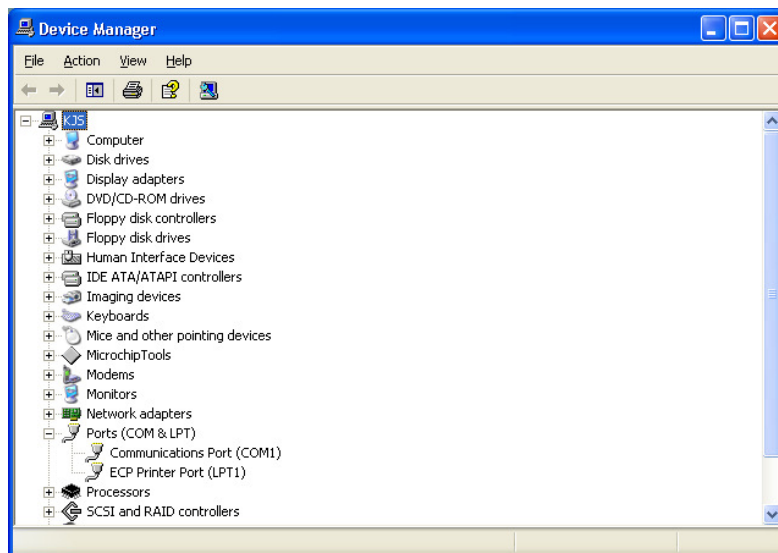 Device Manager
File Action View Help
KJS
Computer
Disk drives
Display adapters
DVD/CD-ROM drives
Floppy disk controllers
Floppy disk drives
Human Interface Devices
IDE ATA/ATAPI controllers
Imaging devices
Keyboards
Mice and other pointing devices
MicrochipTools
Modems
Monitors
Network adapters
Ports (COM & LPT)
Communications Port (COM1)
ECP Printer Port (LPT1)
Processors
SCSI and RAID controllers